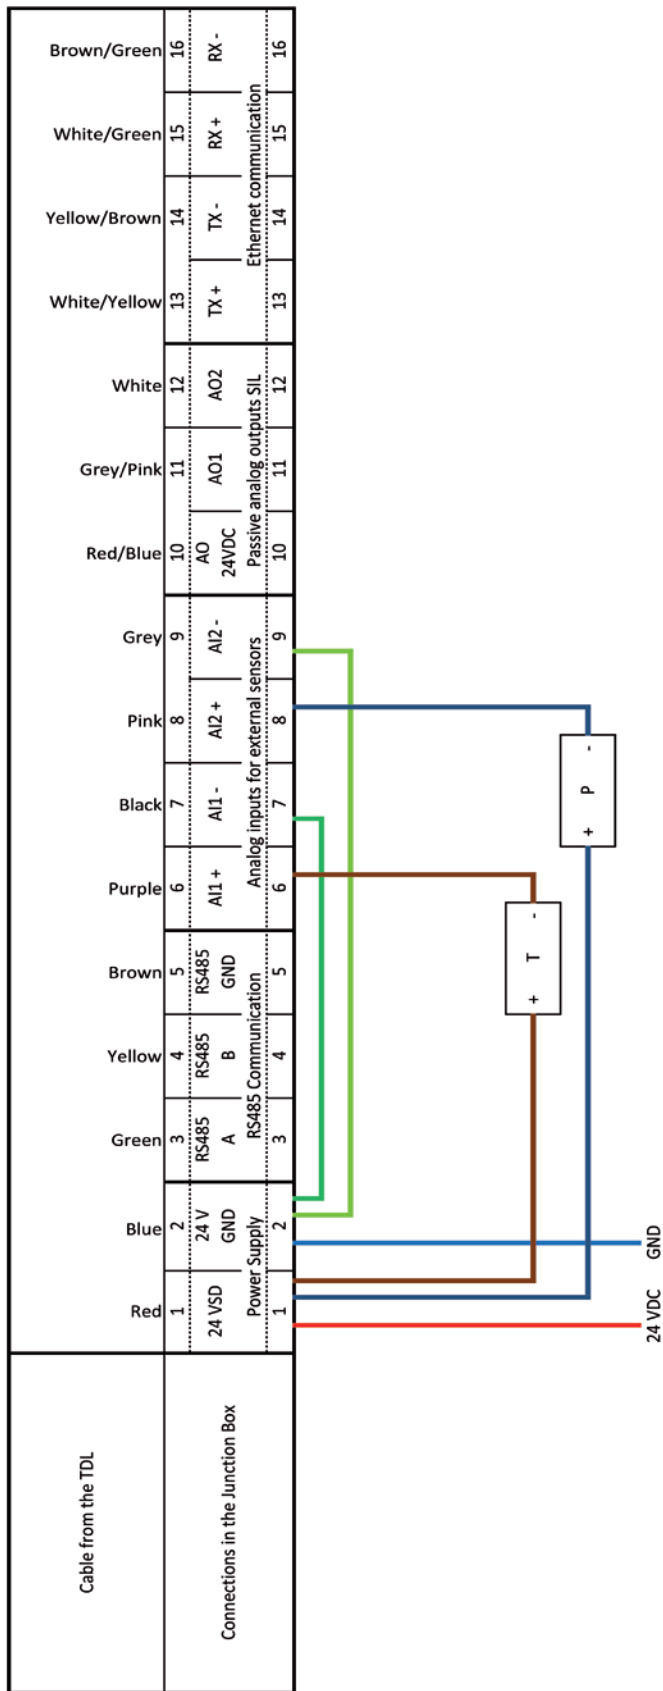 Brown/Green
16
RX -
16
White/Green
15
RX +
15
Yellow/Brown
14
TX -
14
White/Yellow
13
TX +
13
Ethernet communication
White
12
AO2
12
Grey/Pink
11
AO1
11
Red/Blue
10
AO
24VDC
10
Passive analog outputs SIL
Grey
9
AI2 -
9
Pink
8
AI2 +
8
Black
7
AI1 -
7
Purple
6
AI1 +
6
Analog inputs for external sensors
Brown
5
RS485
GND
5
Yellow
4
RS485
B
4
Green
3
RS485
A
3
RS485 Communication
Blue
2
24 V
GND
2
Red
1
24 VSD
1
Power Supply
Cable from the TDL
Connections in the Junction Box
+ P -
+ T -
GND
24 VDC